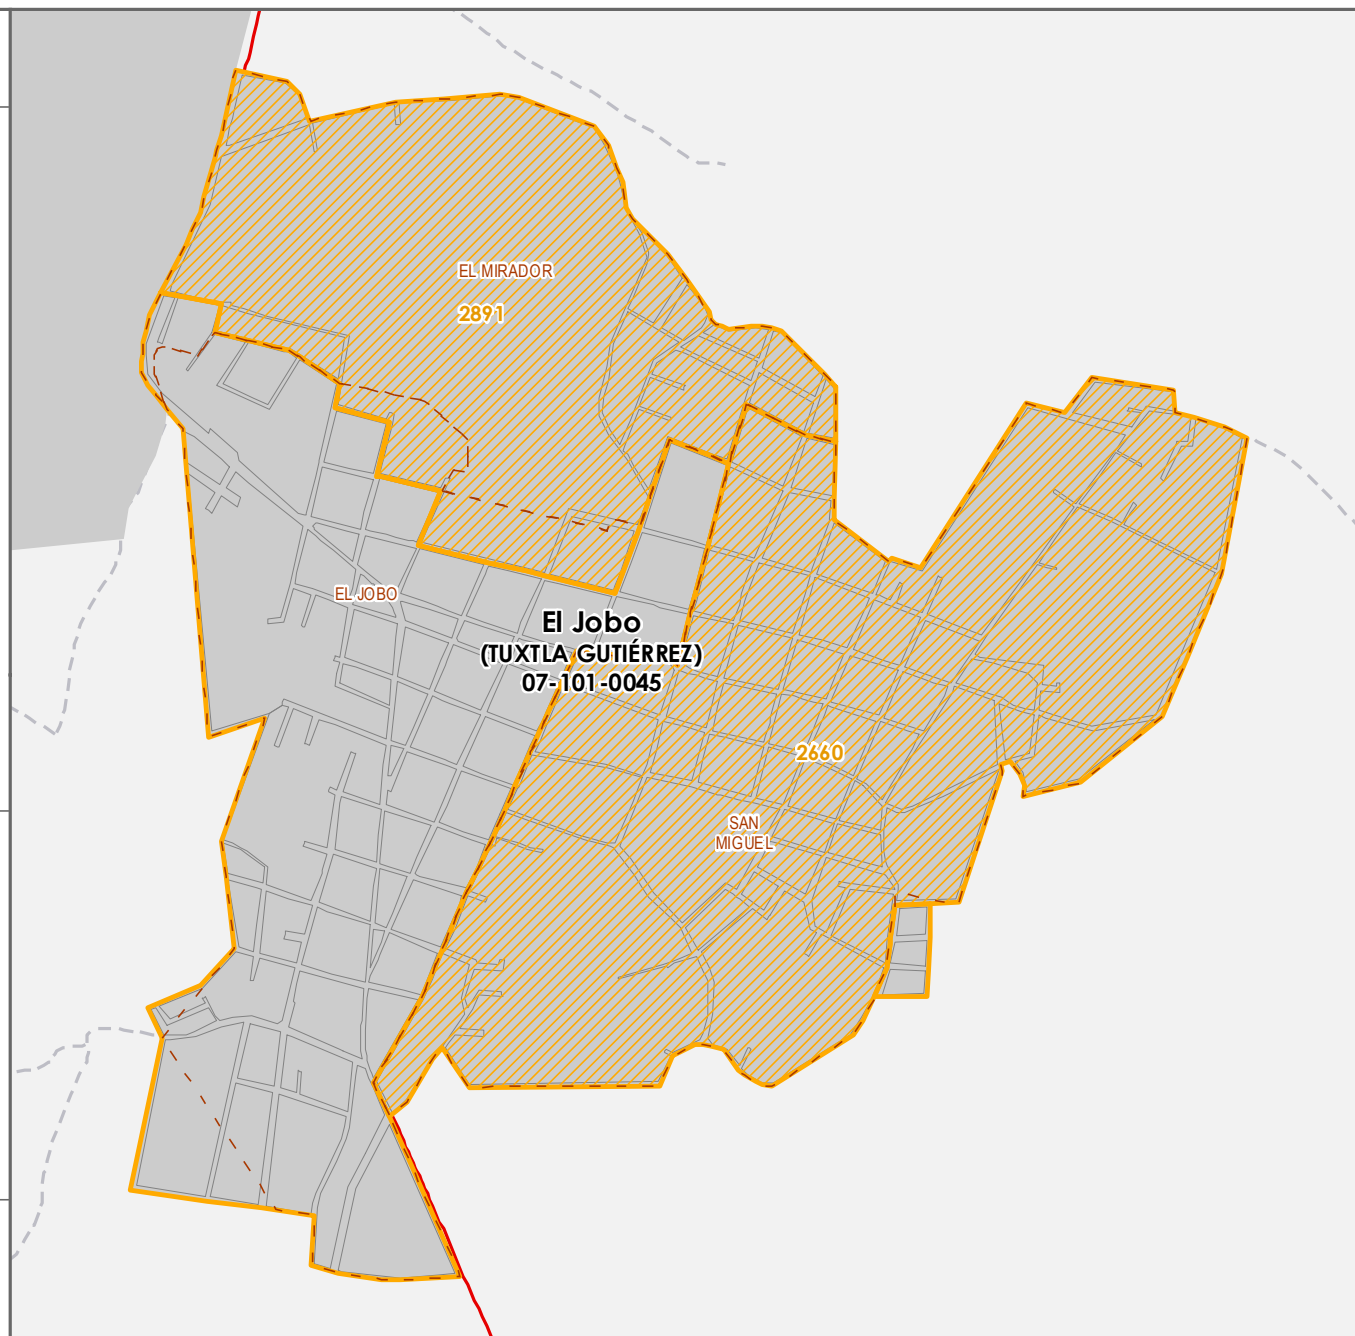 EL MIRADOR
2891
EL JOBO
El Jobo
(TUXTLA GUTIÉRREZ)
07-101-0045
2660
SAN
MIGUEL